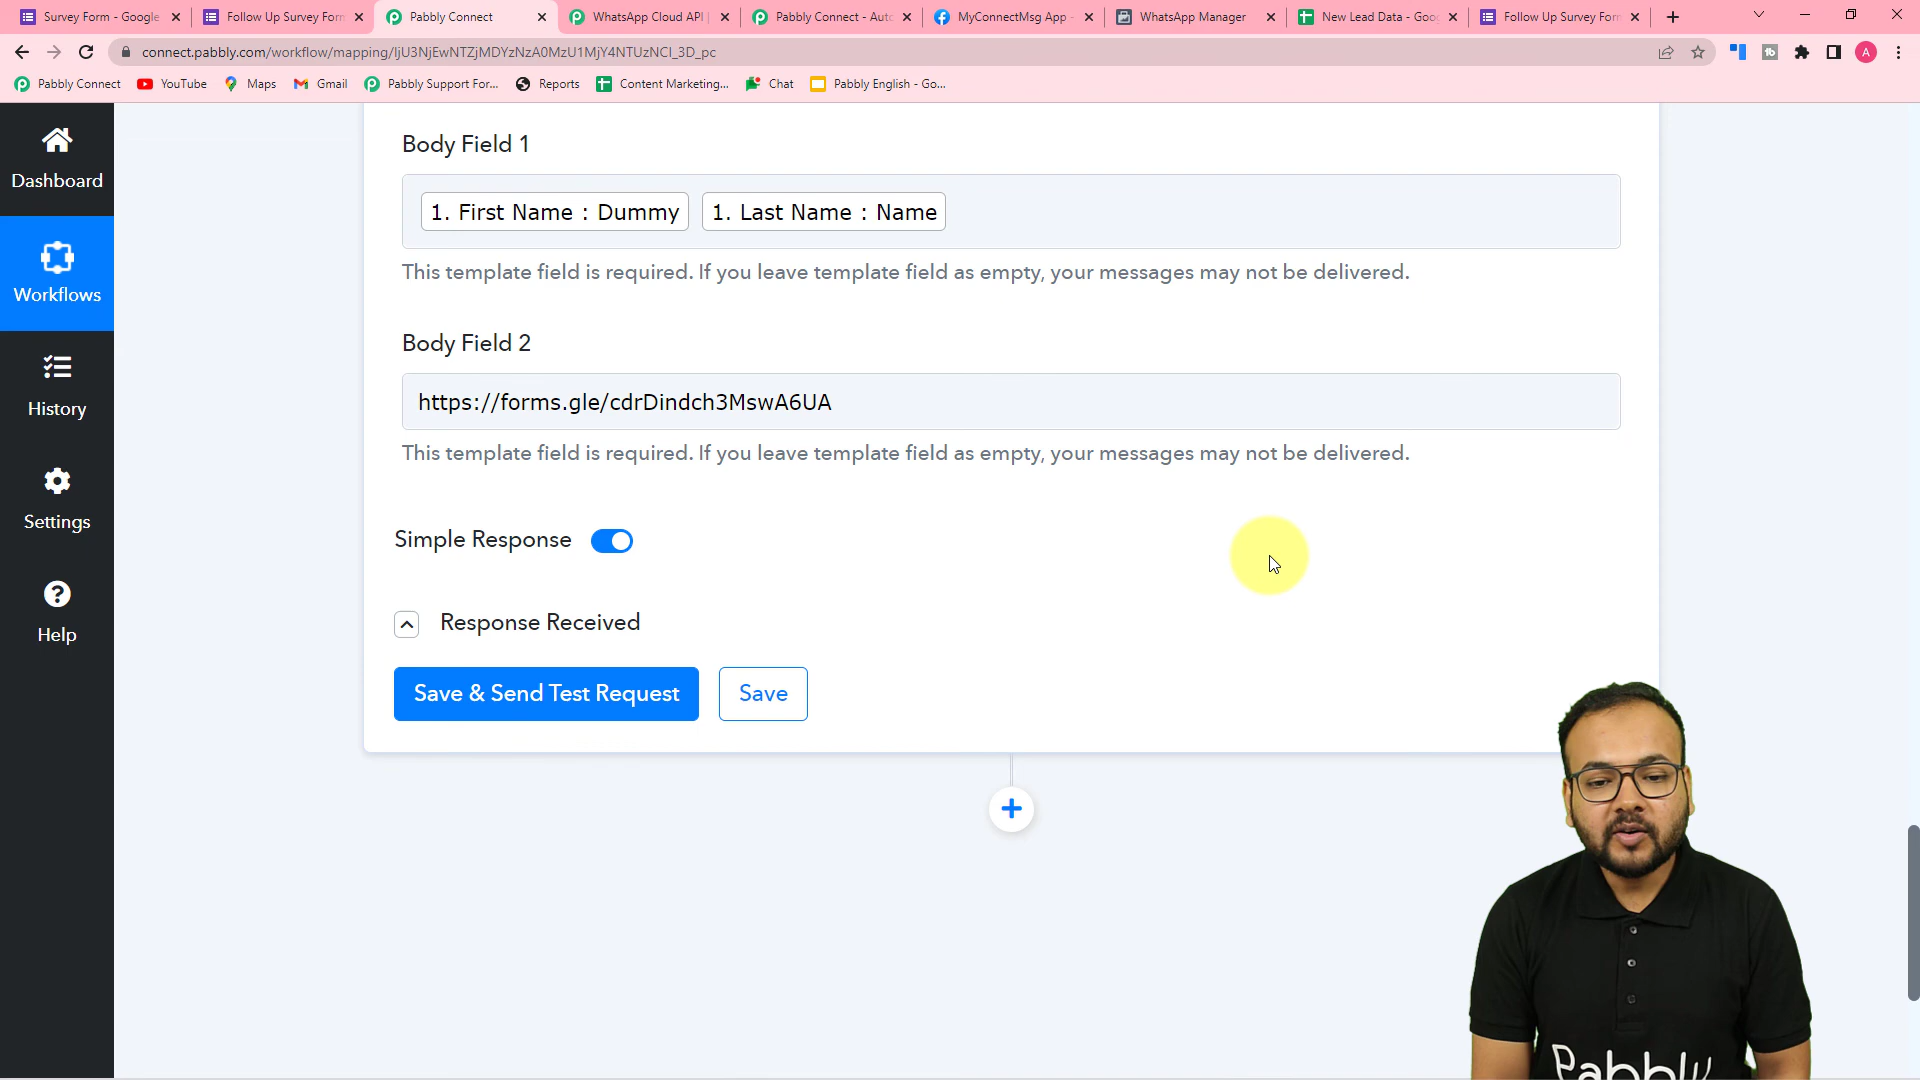 Survey Form - Google
Follow Up Survey For
Pabbly Connect
WhatsApp Cloud API
Pabbly Connect - Auto
MyConnectMsg App -
WhatsApp Manager
New Lead Data - Goo
Follow Up Survey For
connect.pabbly.com/workflow/mapping/IjU3NjEwNTZjMDYzNzA0MzU1MjY4NTUzNCI_3D_pc
A
Pabbly Connect
YouTube
Maps
Gmail
Pabbly Support For...
Reports
Content Marketing...
Chat
Pabbly English - Go...
Dashboard
Workflows
History
Settings
Help
Body Field 1
1. First Name : Dummy 1. Last Name : Name
This template field is required. If you leave template field as empty, your messages may not be delivered.
Body Field 2
https://forms.gle/cdrDindch3MswA6UA
This template field is required. If you leave template field as empty, your messages may not be delivered.
Simple Response
Response Received
Save & Send Test Request
Save
Pabbly